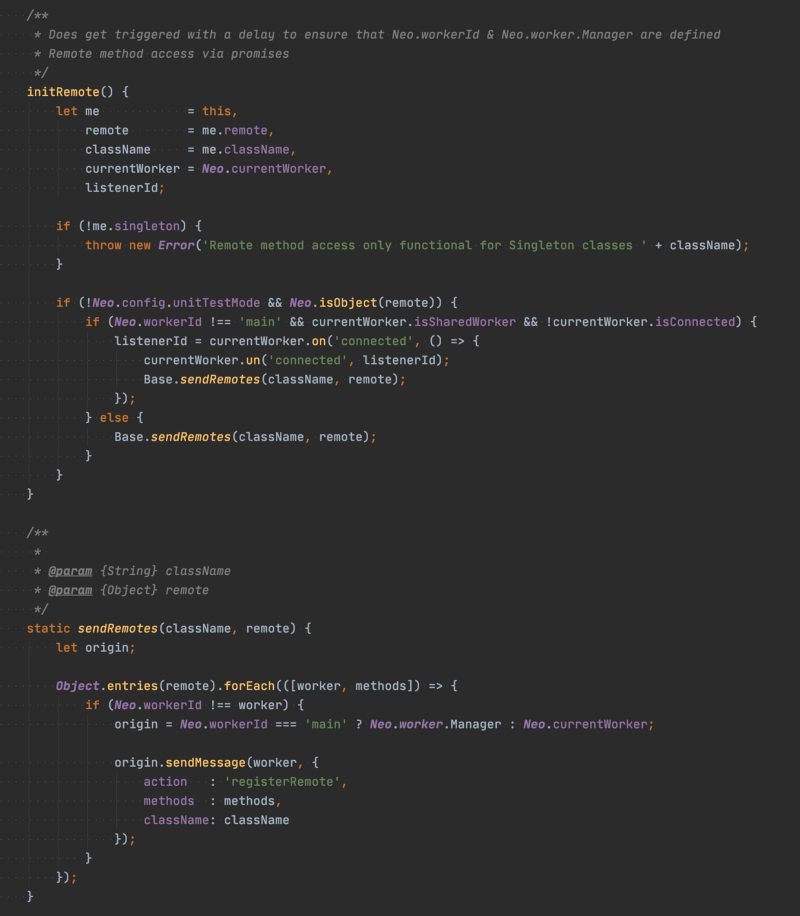 /**
 * Does get triggered with a delay to ensure that Neo.workerId & Neo.worker.Manager are defined
 * Remote method access via promises
 */
initRemote() {
    let me            = this,
        remote        = me.remote,
        className     = me.className,
        currentWorker = Neo.currentWorker,
        listenerId;

    if (!me.singleton) {
        throw new Error('Remote method access only functional for Singleton classes ' + className);
    }

    if (!Neo.config.unitTestMode && Neo.isObject(remote)) {
        if (Neo.workerId !== 'main' && currentWorker.isSharedWorker && !currentWorker.isConnected) {
            listenerId = currentWorker.on('connected', () => {
                currentWorker.un('connected', listenerId);
                Base.sendRemotes(className, remote);
            });
        } else {
            Base.sendRemotes(className, remote);
        }
    }
}

/**
 *
 * @param {String} className
 * @param {Object} remote
 */
static sendRemotes(className, remote) {
    let origin;

    Object.entries(remote).forEach(([worker, methods]) => {
        if (Neo.workerId !== worker) {
            origin = Neo.workerId === 'main' ? Neo.worker.Manager : Neo.currentWorker;

            origin.sendMessage(worker, {
                action   : 'registerRemote',
                methods  : methods,
                className: className
            });
        }
    });
}